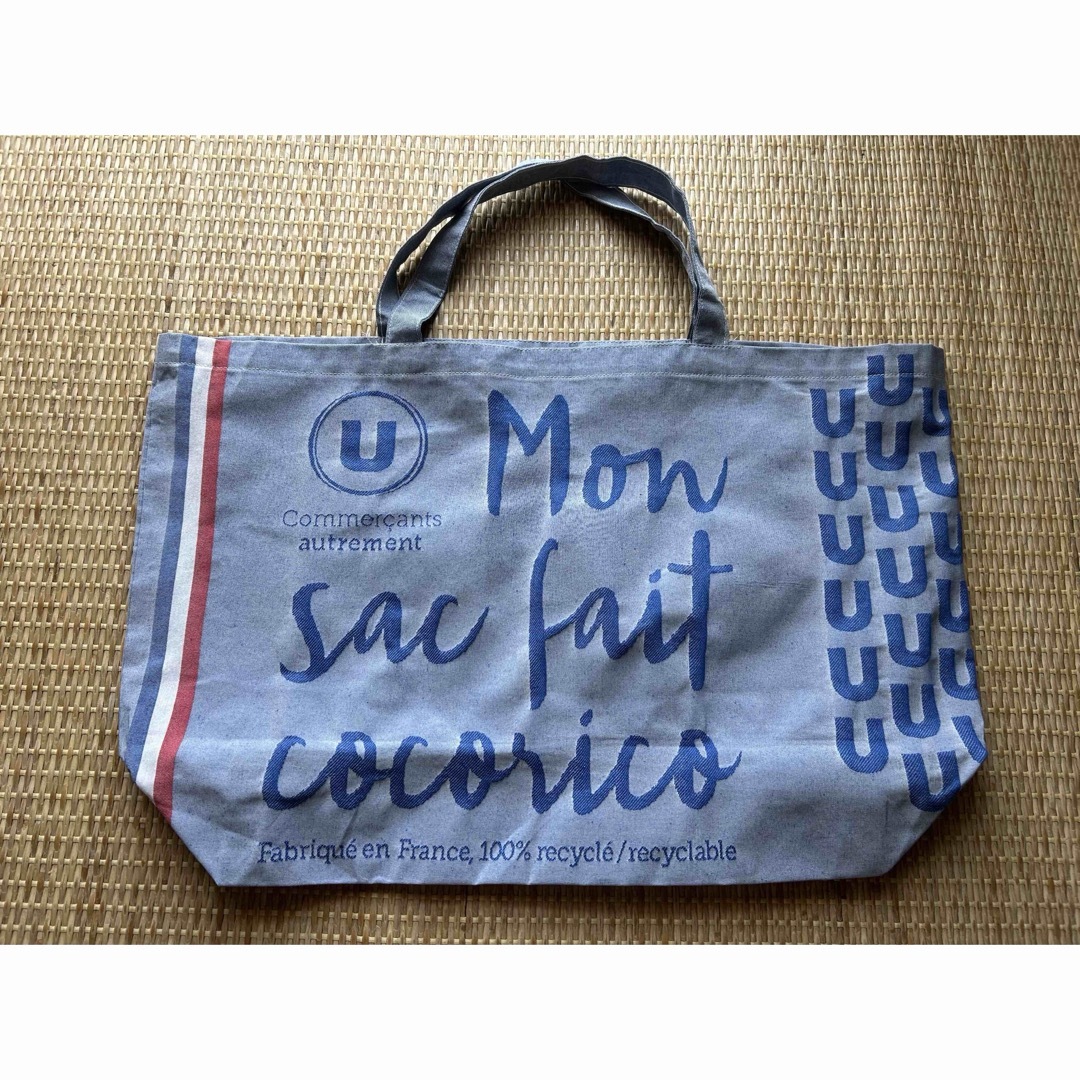 U
Commerçants
autrement
Mon
sac fait
cocorico
Fabriqué en France, 100% recyclé/recyclable
U U U
U U U
U U U
U U U
U U U
U U U
U U U